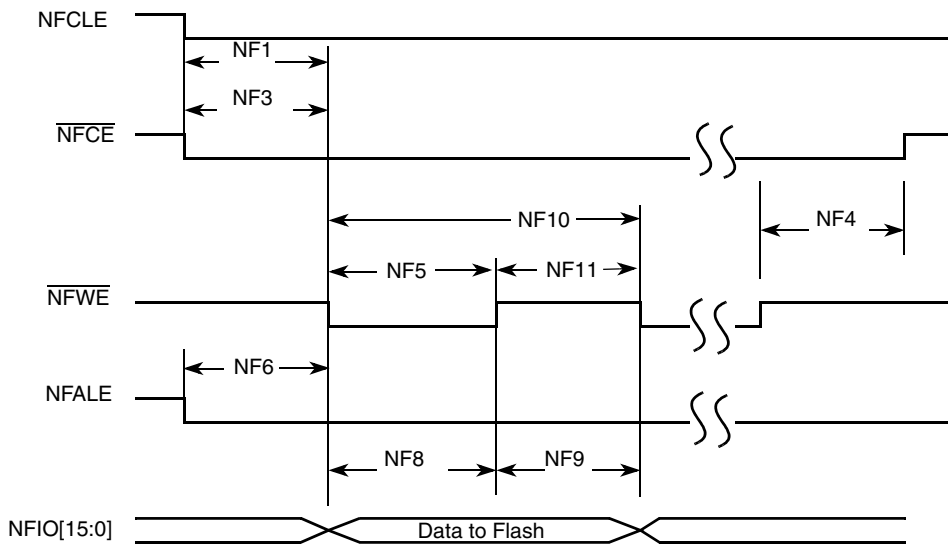 NFCLE
NF1
NF3
NFCE
NF10
NF4
NF5 NF11
NFWE
NF6
NFALE
NF8 NF9
NFIO[15:0] Data to Flash